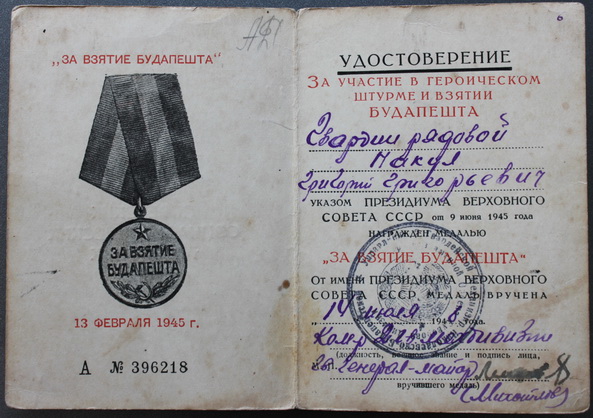 АФ
„ЗА ВЗЯТИЕ БУДАПЕШТА"
ЗА ВЗЯТИЕ
БУДАПЕШТА
13 ФЕВРАЛЯ 1945 г.
А № 396218
УДОСТОВЕРЕНИЕ
ЗА УЧАСТИЕ В ГЕРОИЧЕСКОМ
ШТУРМЕ И ВЗЯТИИ
БУДАПЕШТА
Гвардии рядовой
Накул
Григорий Григорьевич
УКАЗОМ ПРЕЗИДИУМА ВЕРХОВНОГО
СОВЕТА СССР от 9 июня 1945 года
НАГРАЖДЕН МЕДАЛЬЮ
„ЗА ВЗЯТИЕ БУДАПЕШТА"
От имени ПРЕЗИДИУМА ВЕРХОВНОГО
СОВЕТА СССР МЕДАЛЬ ВРУЧЕНА
„14 июля 194 года
дивизии
(должность, воинское звание и подпись лица,
Генерал-майор
вручившего медаль)
(Михайлов)